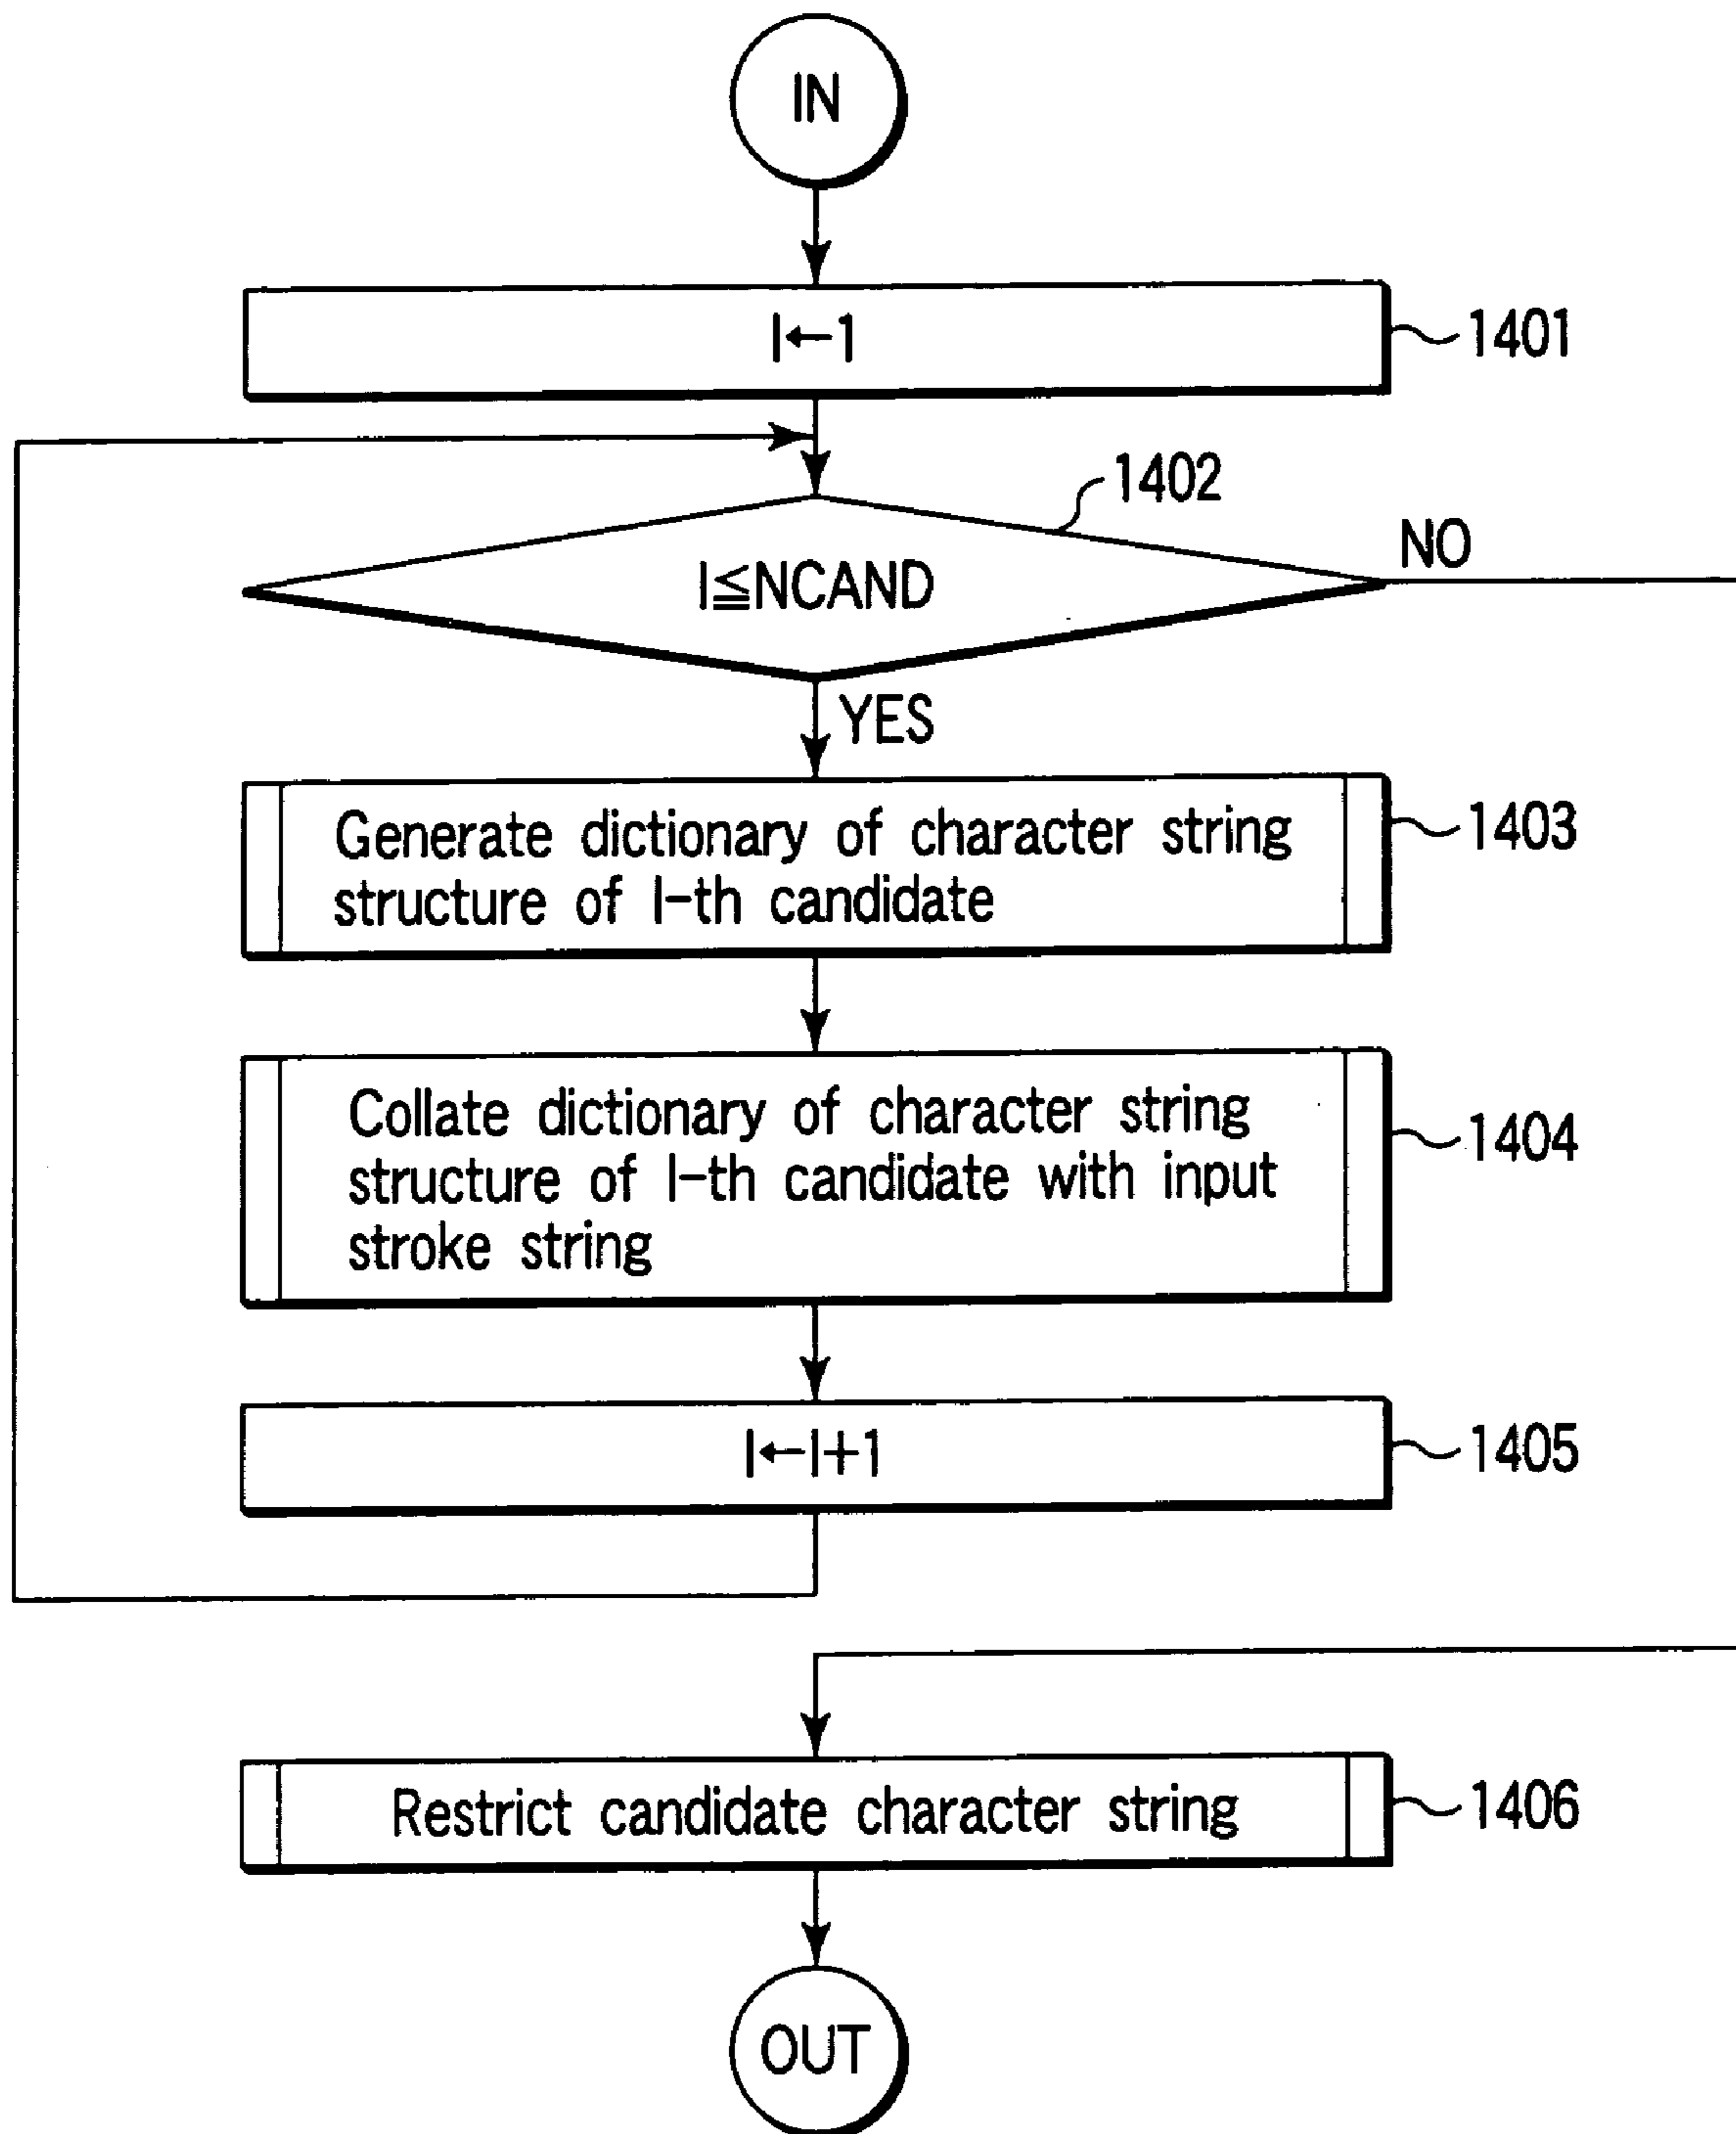 IN
I←1
1401
1402
I≦NCAND
NO
YES
Generate dictionary of character string
structure of I-th candidate
1403
Collate dictionary of character string
structure of I-th candidate with input
stroke string
1404
I←I+1
1405
Restrict candidate character string
1406
OUT